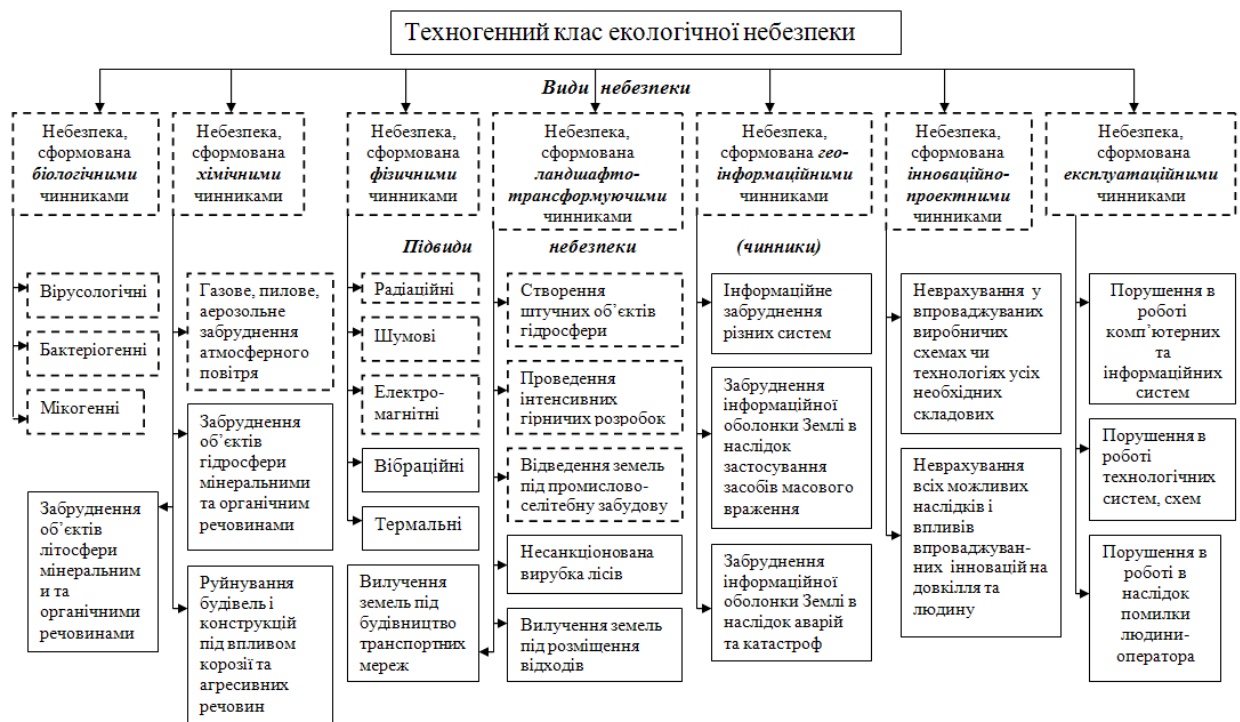 Техногенний клас екологічної небезпеки
Види небезпеки
Небезпека,
сформована
біологічними
чинниками
Небезпека,
сформована
хімічними
чинниками
Небезпека,
сформована
фізичними
чинниками
Небезпека,
сформована
ландшафто-
трансформуючими
чинниками
Небезпека,
сформована гео-
інформаційними
чинниками
Небезпека,
сформована
інноваційно-
проектними
чинниками
Небезпека,
сформована
експлуатаційними
чинниками
Підвиди небезпеки (чинники)
Вірусологічні
Бактеріогенні
Мікогенні
Забруднення
об’єктів
літосфери
мінеральним
и та
органічними
речовинами
Газове, пилове,
аерозольне
забруднення
атмосферного
повітря
Забруднення
об’єктів
гідросфери
мінеральними
та органічним
речовинами
Руйнування
будівель і
конструкцій
під впливом
корозії та
агресивних
речовин
Радіаційні
Шумові
Електро-
магнітні
Вібраційні
Термальні
Вилучення
земель під
будівництво
транспортних
мереж
Створення
штучних об’єктів
гідросфери
Проведення
інтенсивних
гірничих розробок
Відведення земель
під промислово-
селітебну забудову
Несанкціонована
вирубка лісів
Вилучення земель
під розміщення
відходів
Інформаційне
забруднення
різних систем
Забруднення
інформаційної
оболонки Землі в
наслідок
застосування
засобів масового
враження
Забруднення
інформаційної
оболонки Землі в
наслідок аварій
та катастроф
Неврахування у
впроваджуваних
виробничих
схемах чи
технологіях усіх
необхідних
складових
Неврахування
всіх можливих
наслідків і
впливів
впроваджуван-
них інновацій на
довкілля та
людину
Порушення в
роботі
комп’ютерних
та
інформаційних
систем
Порушення в
роботі
технологічних
систем, схем
Порушення в
роботі в
наслідок
помилки
людини-
оператора